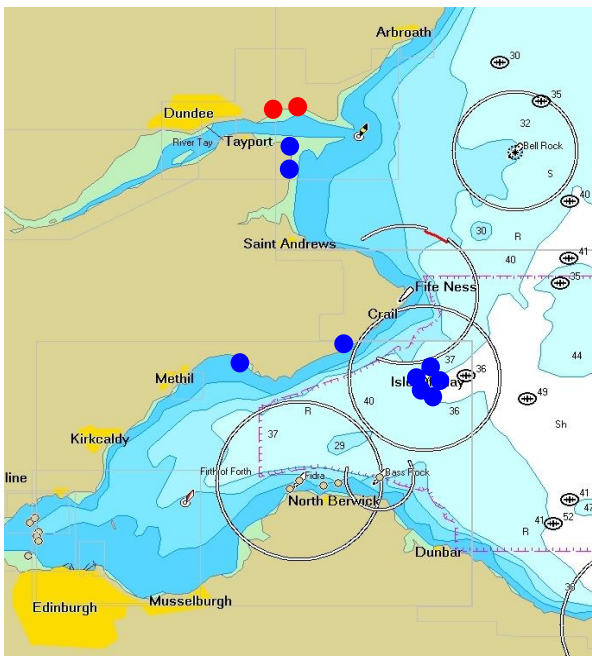 Arbroath
30
35
Dundee
32
River Tay
Tayport
Bell Rock
S
40
30
R
Saint Andrews
40
41
35
Fife Ness
Crail
37
44
36
Methil
40
36
49
R
Sh
37
Kirkcaldy
29
Firth of Forth
Fidra
Bass Rock
line
North Berwick
41
47
41
52
R
Dunbar
36
Musselburgh
Edinburgh